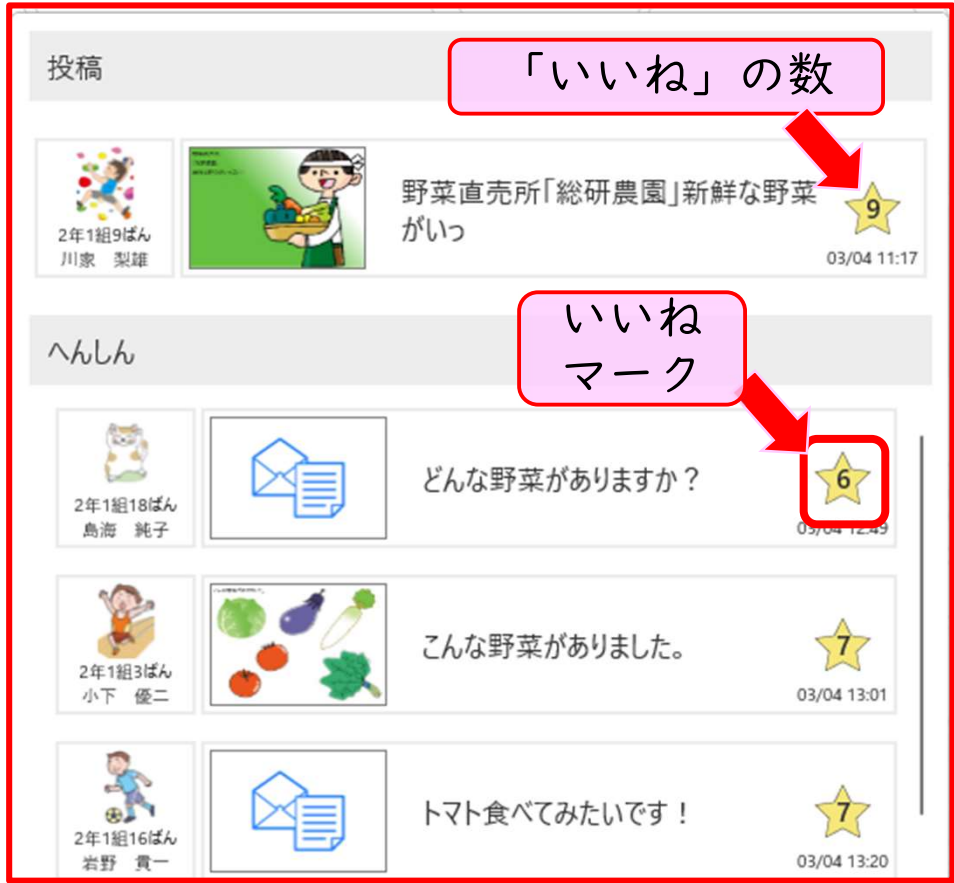 投稿
「いいね」の数
2年1組9ばん
川家 梨雄
野菜直売所「総研農園」新鮮な野菜
がいっ
9
03/04 11:17
へんしん
いいね
マーク
2年1組18ばん
島海 純子
どんな野菜がありますか？
6
03/04 12:49
2年1組3ばん
小下 優二
こんな野菜がありました。
7
03/04 13:01
2年1組16ばん
岩野 貴一
トマト食べてみたいです！
7
03/04 13:20